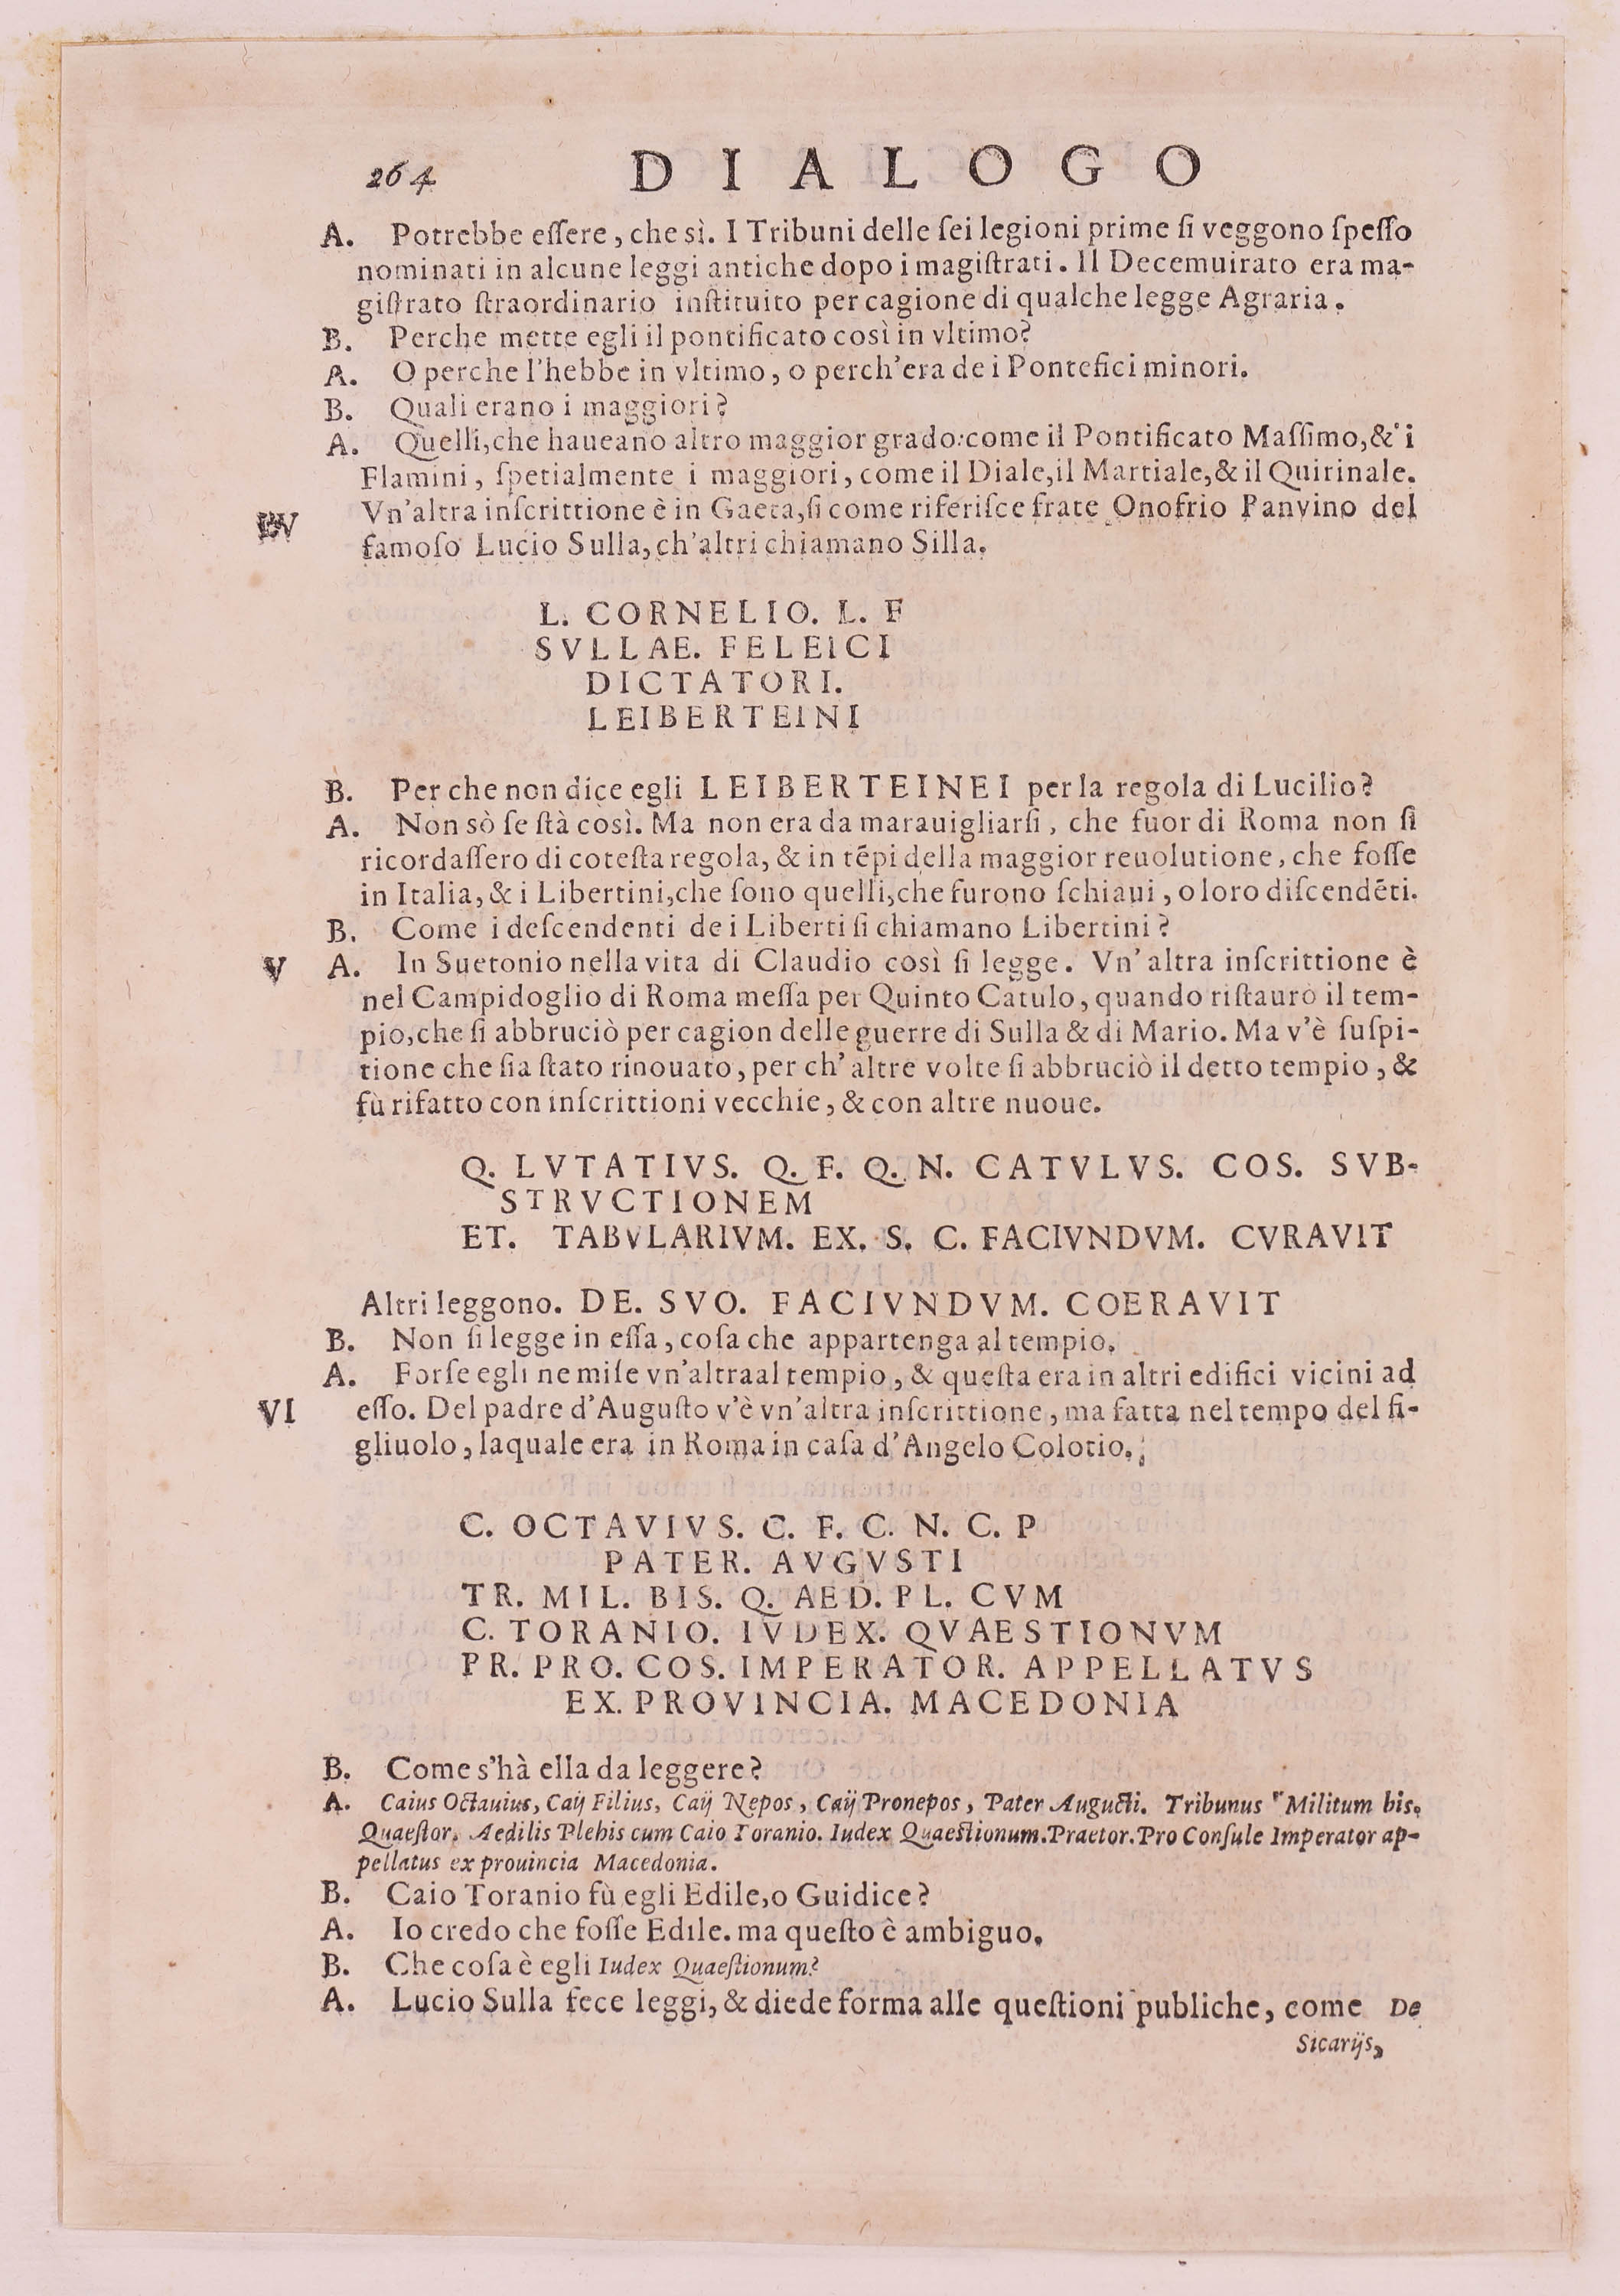 264 DIALOGO
A. Potrebbe eſſere, che sì. I Tribuni delle ſei legioni prime ſi veggono ſpeſſo
nominati in alcune leggi antiche dopo i magiſtrati. Il Decemuirato era ma-
giſtrato ſtraordinario inſtituito per cagione di qualche legge Agraria.
B. Perche mette egli il pontificato così in vltimo?
A. O perche l'hebbe in vltimo, o perch'era de i Pontefici minori.
B. Quali erano i maggiori?
A. Quelli, che haueano altro maggior grado: come il Pontificato Maſſimo, & i
Flamini, ſpetialmente i maggiori, come il Diale, il Martiale, & il Quirinale.
IV Vn'altra inſcrittione è in Gaeta, ſi come riferiſce frate Onofrio Panvino del
famoſo Lucio Sulla, ch'altri chiamano Silla.
L. CORNELIO. L. F
SVLLAE. FELEICI
DICTATORI.
LEIBERTEINI
B. Per che non dice egli LEIBERTEINEI per la regola di Lucilio?
A. Non sò ſe ſtà così. Ma non era da marauigliarſi, che fuor di Roma non ſi
ricordaſſero di coteſta regola, & in tēpi della maggior reuolutione, che foſſe
in Italia, & i Libertini, che ſono quelli, che furono ſchiaui, o loro diſcendēti.
B. Come i deſcendenti de i Liberti ſi chiamano Libertini?
V A. In Suetonio nella vita di Claudio così ſi legge. Vn'altra inſcrittione è
nel Campidoglio di Roma meſſa per Quinto Catulo, quando riſtaurò il tem-
pio, che ſi abbruciò per cagion delle guerre di Sulla & di Mario. Ma v'è ſuſpi-
tione che ſia ſtato rinouato, per ch'altre volte ſi abbruciò il detto tempio, &
fù rifatto con inſcrittioni vecchie, & con altre nuoue.
Q. LVTATIVS. Q. F. Q. N. CATVLVS. COS. SVB-
STRVCTIONEM
ET. TABVLARIVM. EX. S. C. FACIVNDVM. CVRAVIT
Altri leggono. DE. SVO. FACIVNDVM. COERAVIT
B. Non ſi legge in eſſa, coſa che appartenga al tempio.
A. Forſe egli ne miſe vn'altra al tempio, & queſta era in altri edifici vicini ad
VI eſſo. Del padre d'Auguſto v'è vn'altra inſcrittione, ma fatta nel tempo del fi-
gliuolo, laquale era in Roma in caſa d'Angelo Colotio.
C. OCTAVIVS. C. F. C. N. C. P
PATER. AVGVSTI
TR. MIL. BIS. Q. AED. PL. CVM
C. TORANIO. IVDEX. QVAESTIONVM
PR. PRO. COS. IMPERATOR. APPELLATVS
EX. PROVINCIA. MACEDONIA
B. Come s'hà ella da leggere?
A. Caius Octauius, Caij Filius, Caij Nepos, Caij Pronepos, Pater Auguſti. Tribunus Militum bis.
Quaeſtor. Aedilis Plebis cum Caio Toranio. Iudex Quaeſtionum. Praetor. Pro Conſule Imperator ap-
pellatus ex prouincia Macedonia.
B. Caio Toranio fù egli Edile, o Guidice?
A. Io credo che foſſe Edile. ma queſto è ambiguo.
B. Che coſa è egli Iudex Quaeſtionum?
A. Lucio Sulla fece leggi, & diede forma alle queſtioni publiche, come De
Sicarijs,